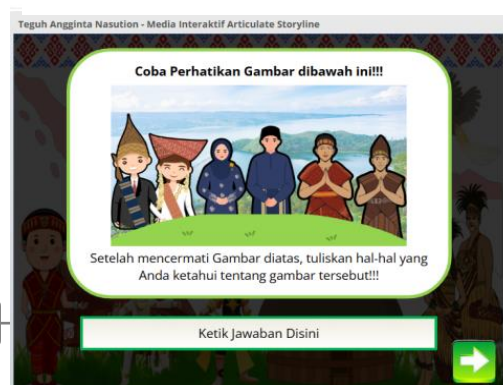 Teguh Angginta Nasution - Media Interaktif Articulate Storyline
Coba Perhatikan Gambar dibawah ini!!!
Setelah mencermati Gambar diatas, tuliskan hal-hal yang
Anda ketahui tentang gambar tersebut!!!
Ketik Jawaban Disini